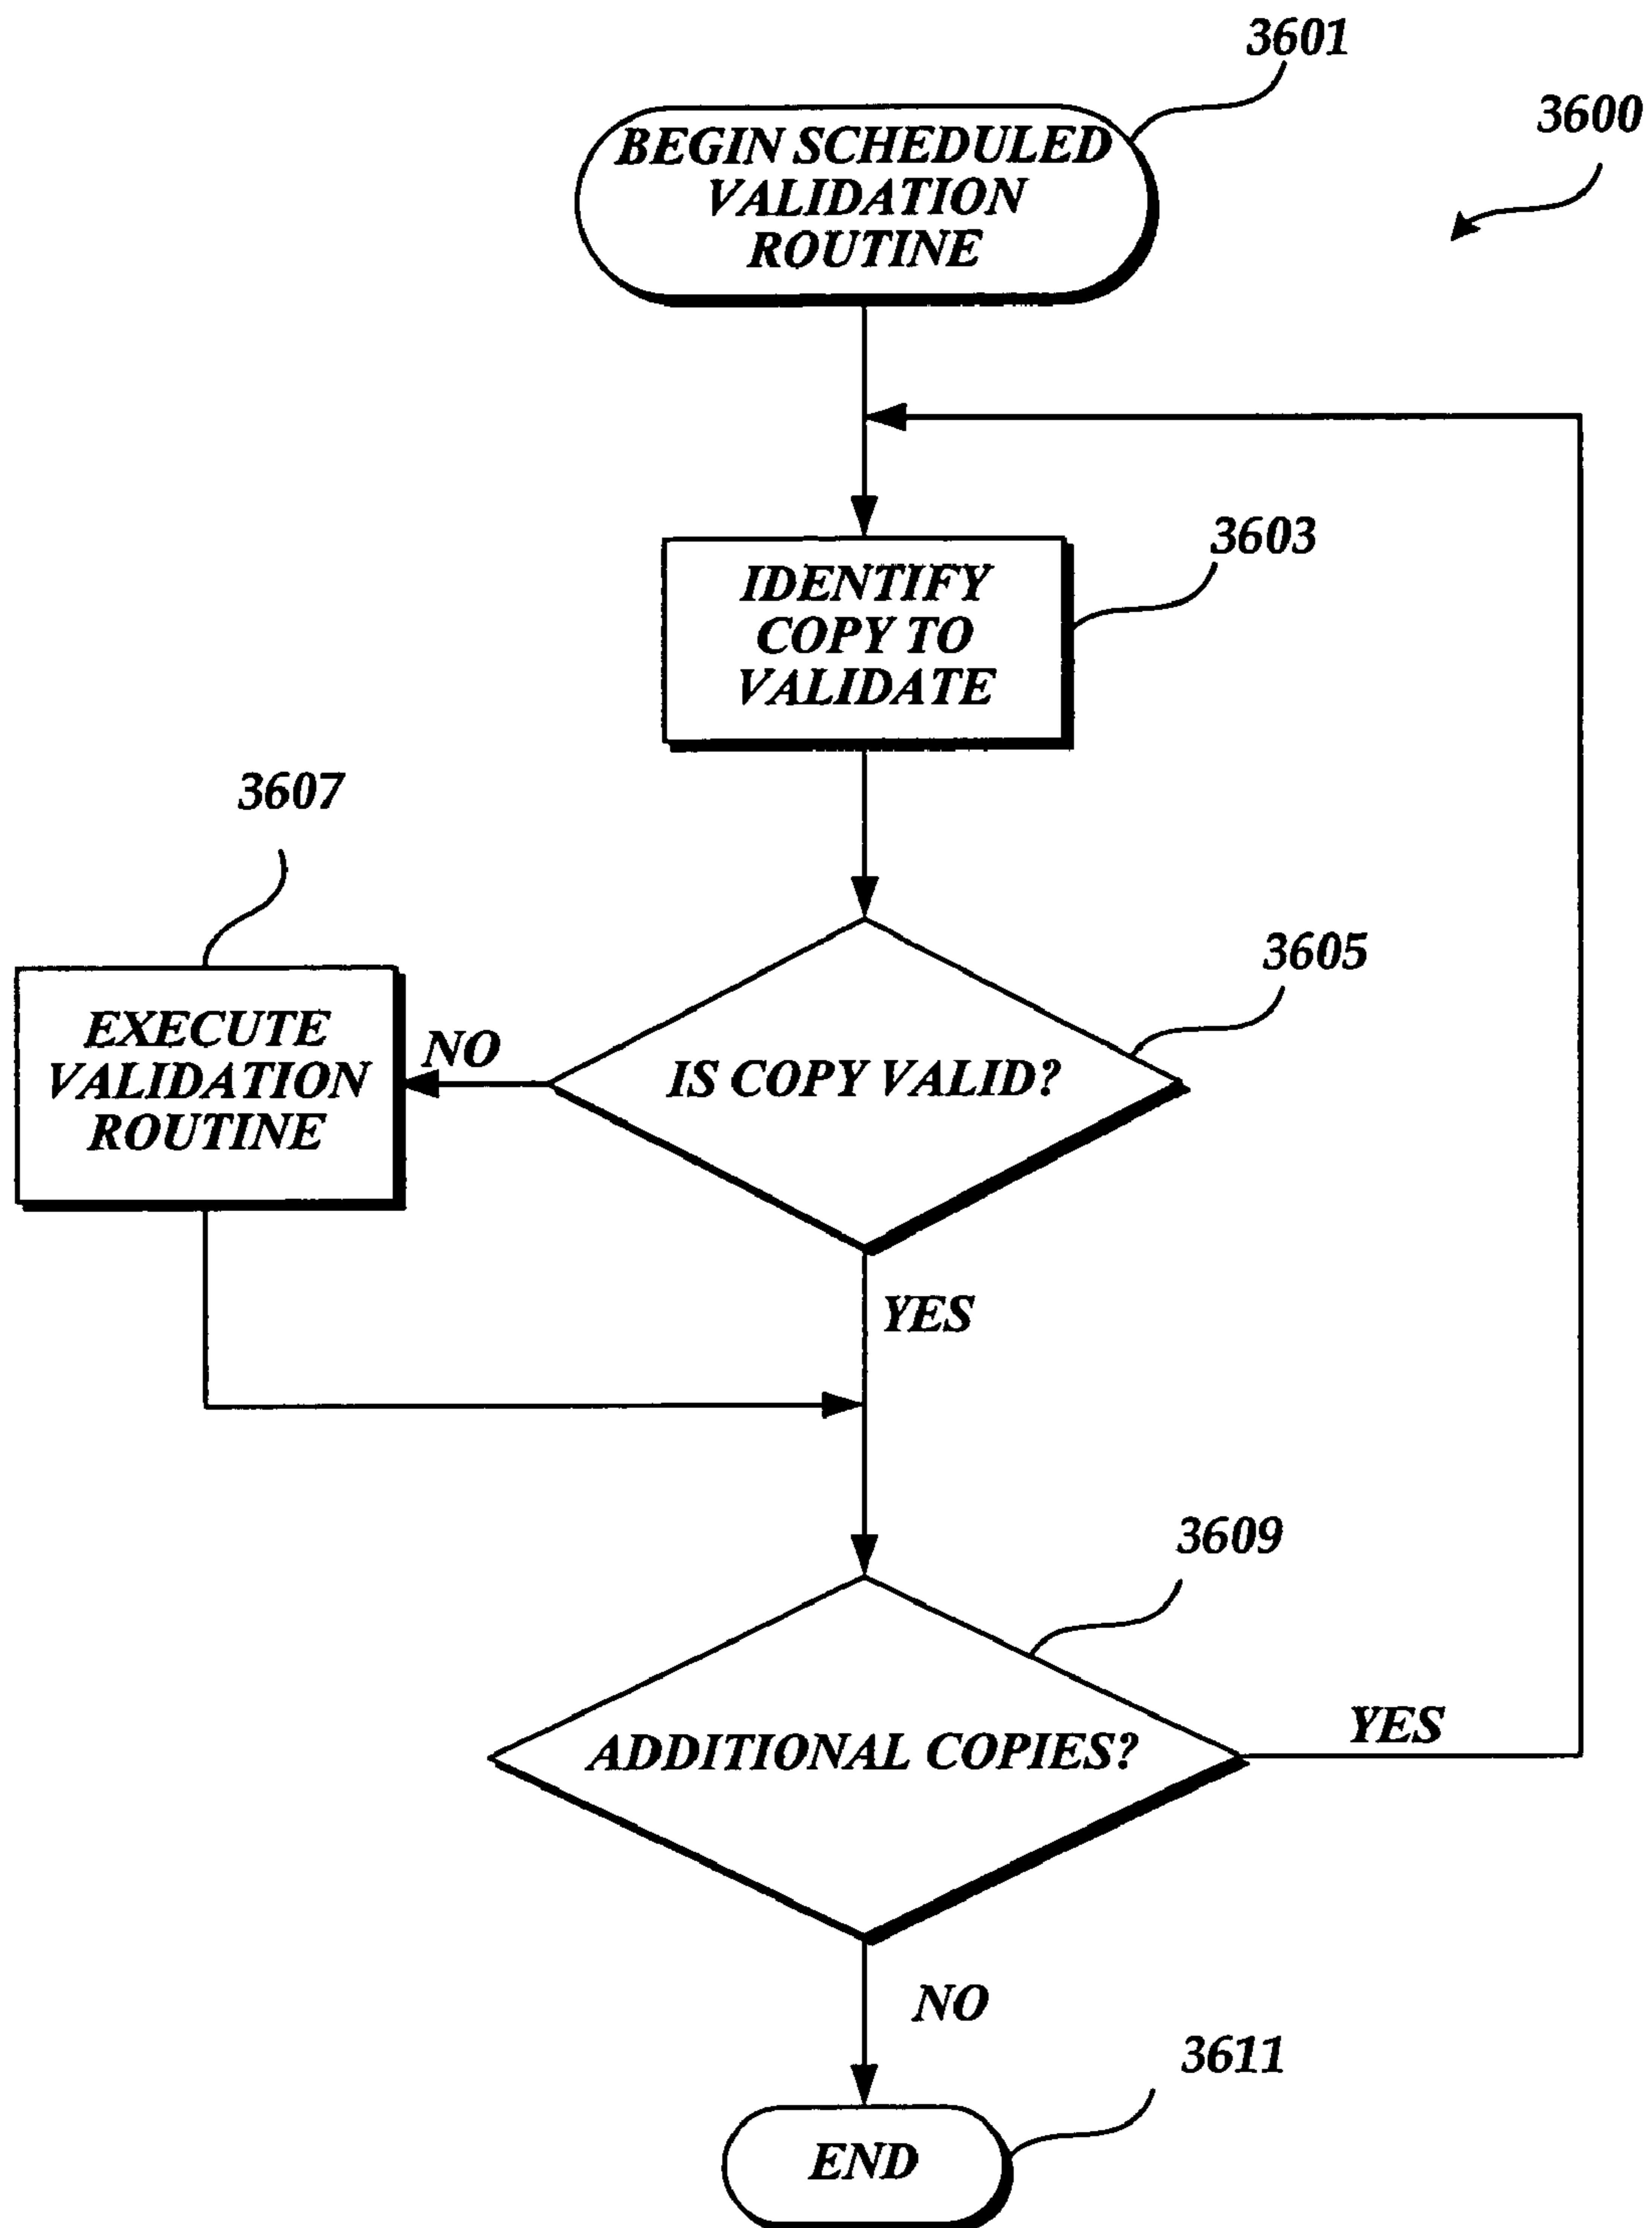 3601
3600
BEGIN SCHEDULED
VALIDATION
ROUTINE
3603
IDENTIFY
COPY TO
VALIDATE
3607
3605
EXECUTE
VALIDATION
ROUTINE
NO
IS COPY VALID?
YES
3609
ADDITIONAL COPIES?
YES
NO
3611
END